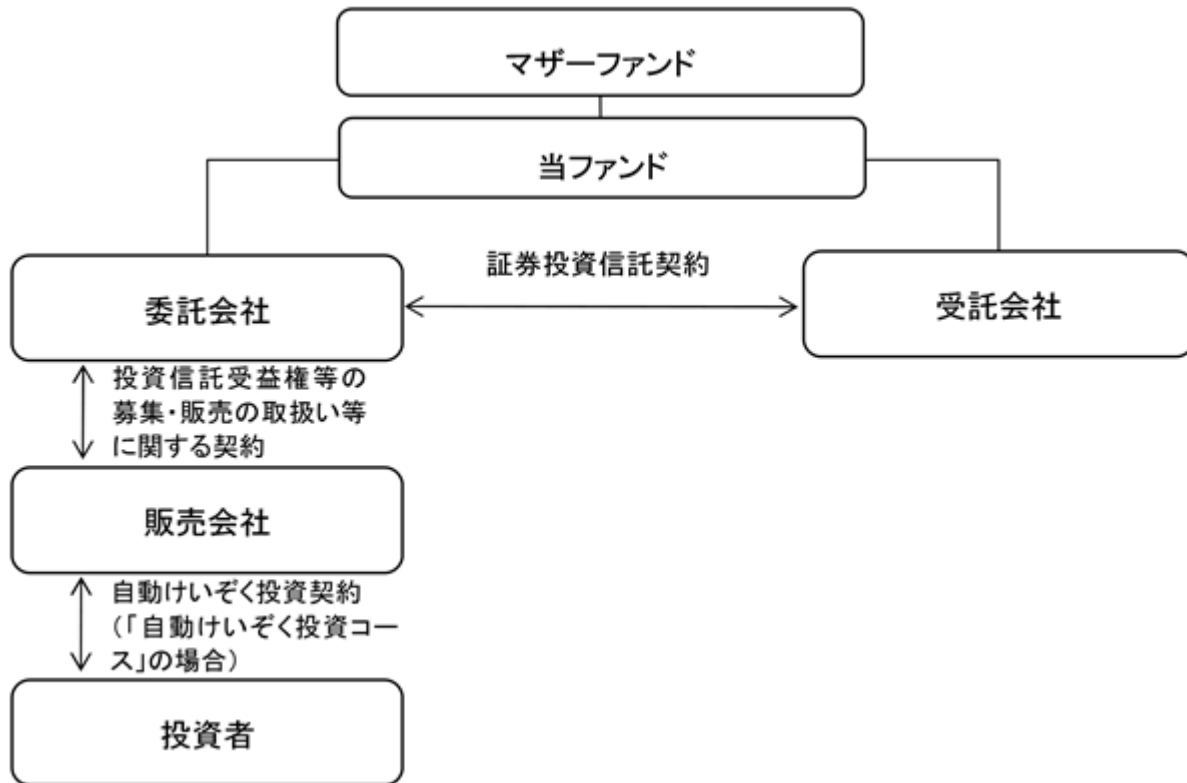 マザーファンド
当ファンド
証券投資信託契約
委託会社
受託会社
投資信託受益権等の
募集・販売の取扱い等
に関する契約
販売会社
自動けいぞく投資契約
(「自動けいぞく投資コー
ス」の場合)
投資者